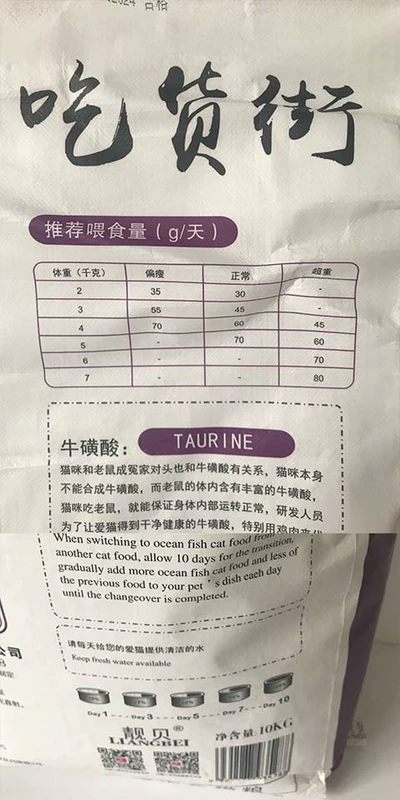 吃货街
推荐喂食量（g/天）
体重（千克） 偏瘦 正常 超重
2 35 30 -
3 55 45 -
4 70 60 45
5 - 70 60
6 - - 70
7 - - 80
牛磺酸： TAURINE
猫咪和老鼠成冤家对头也和牛磺酸有关系，猫咪本身
不能合成牛磺酸，而老鼠的体内含有丰富的牛磺酸，
猫咪吃老鼠，就能保证身体内部运转正常，研发人员
为了让爱猫得到干净健康的牛磺酸，特别用鸡肉来代
When switching to ocean fish cat food from
another cat food, allow 10 days for the transition,
gradually add more ocean fish cat food and less of
the previous food to your pet's dish each day
until the changeover is completed.
请每天给您的爱猫提供清洁的水
Keep fresh water available
Day 1 Day 3 Day 5 Day 7 Day 10
靓贝
LIANGBEI
净含量:10KG
公司